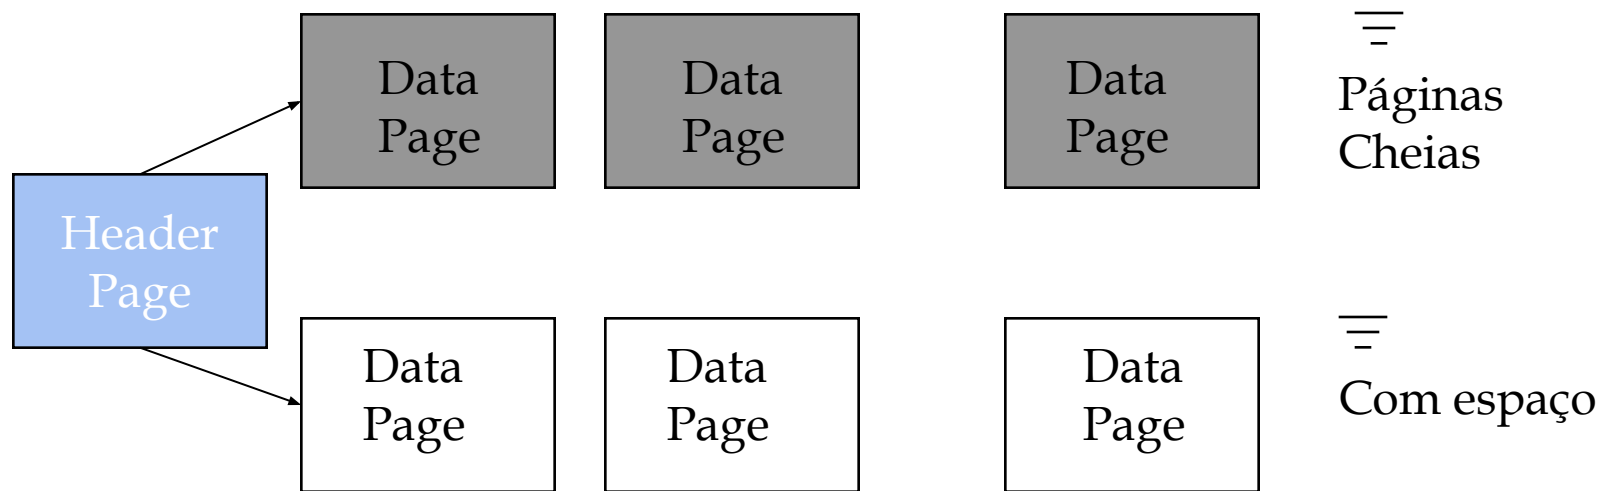 Data
Page
Data
Page
Data
Page
Páginas
Cheias
Header
Page
Data
Page
Data
Page
Data
Page
Com espaço